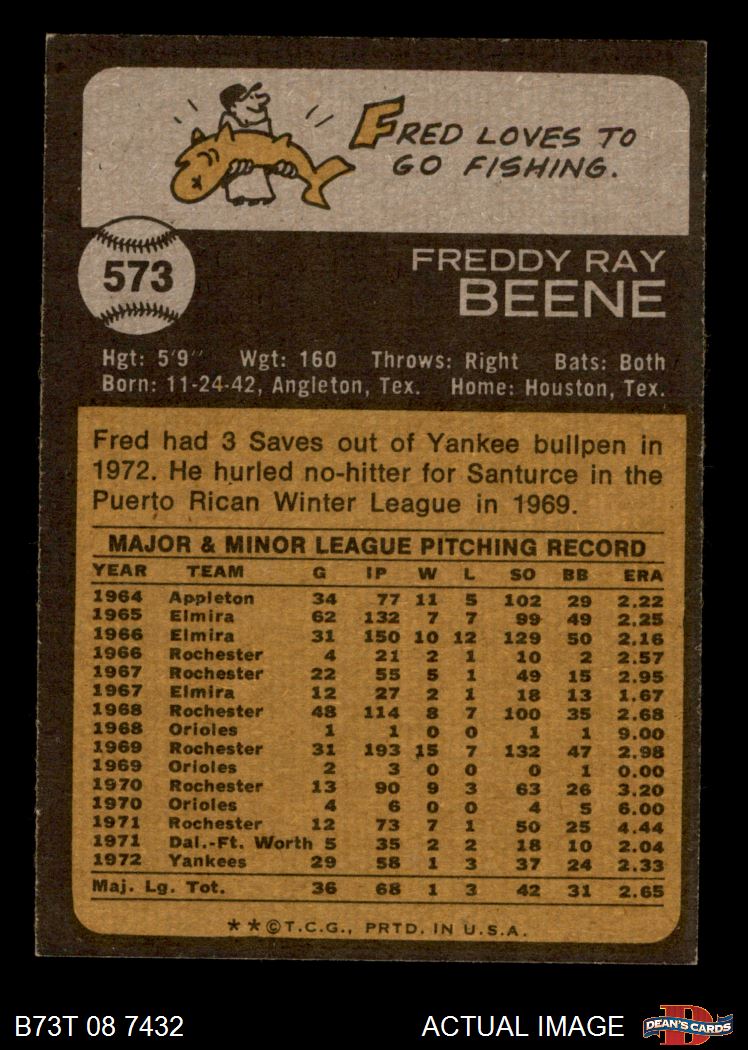 FRED LOVES TO
GO FISHING.
573
FREDDY RAY
BEENE
Hgt: 5'9" Wgt: 160 Throws: Right Bats: Both
Born: 11-24-42, Angleton, Tex. Home: Houston, Tex.
Fred had 3 Saves out of Yankee bullpen in
1972. He hurled no-hitter for Santurce in the
Puerto Rican Winter League in 1969.
MAJOR & MINOR LEAGUE PITCHING RECORD
YEAR TEAM G IP W L SO BB ERA
1964 Appleton 34 77 11 5 102 29 2.22
1965 Elmira 62 132 7 7 99 49 2.25
1966 Elmira 31 150 10 12 129 50 2.16
1966 Rochester 4 21 2 1 10 2 2.57
1967 Rochester 22 55 5 1 49 15 2.95
1967 Elmira 12 27 2 1 18 13 1.67
1968 Rochester 48 114 8 7 100 35 2.68
1968 Orioles 1 1 0 0 1 1 9.00
1969 Rochester 31 193 15 7 132 47 2.98
1969 Orioles 2 3 0 0 0 1 0.00
1970 Rochester 13 90 9 3 63 26 3.20
1970 Orioles 4 6 0 0 4 5 6.00
1971 Rochester 12 73 7 1 50 25 4.44
1971 Dal.-Ft. Worth 5 35 2 2 18 10 2.04
1972 Yankees 29 58 1 3 37 24 2.33
Maj. Lg. Tot. 36 68 1 3 42 31 2.65
**©T.C.G., PRTD. IN U.S.A.
B73T 08 7432 ACTUAL IMAGE DEAN'S CARDS